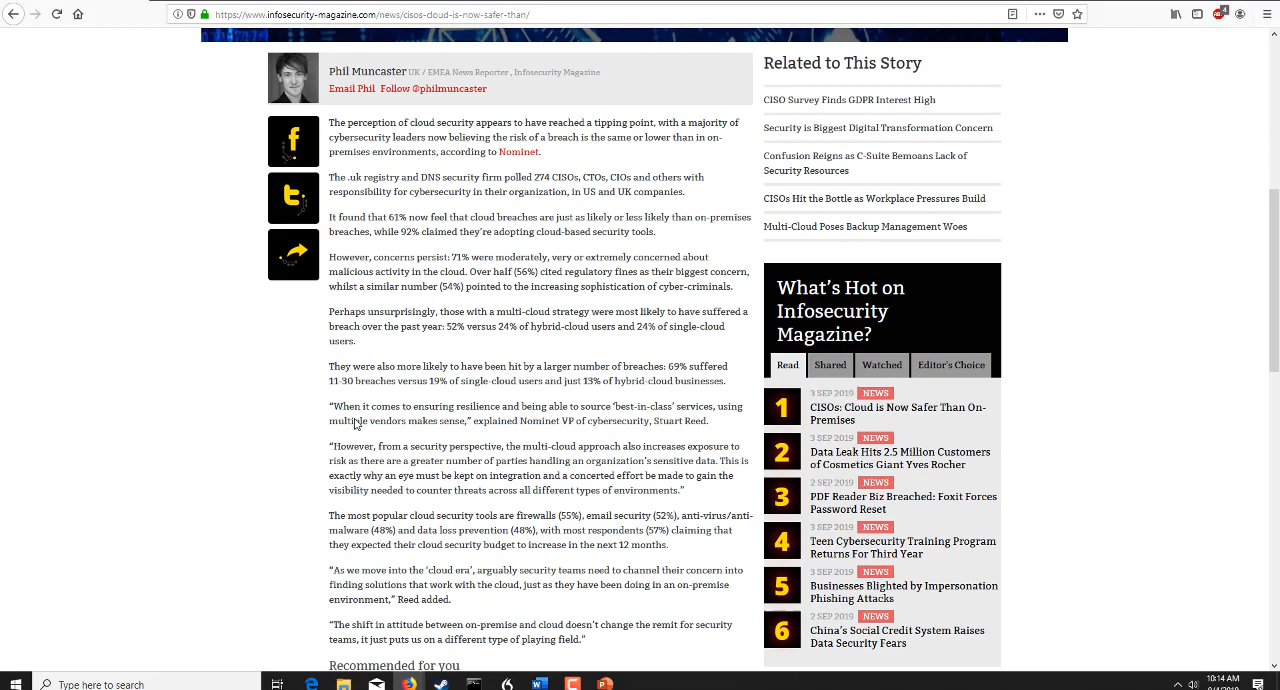 https://www.infosecurity-magazine.com/news/cisos-cloud-is-now-safer-than/
4
Phil Muncaster UK / EMEA News Reporter , Infosecurity Magazine
Email Phil Follow @philmuncaster
The perception of cloud security appears to have reached a tipping point, with a majority of
cybersecurity leaders now believing the risk of a breach is the same or lower than in on-
premises environments, according to Nominet.
The .uk registry and DNS security firm polled 274 CISOs, CTOs, CIOs and others with
responsibility for cybersecurity in their organization, in US and UK companies.
It found that 61% now feel that cloud breaches are just as likely or less likely than on-premises
breaches, while 92% claimed they're adopting cloud-based security tools.
However, concerns persist: 71% were moderately, very or extremely concerned about
malicious activity in the cloud. Over half (56%) cited regulatory fines as their biggest concern,
whilst a similar number (54%) pointed to the increasing sophistication of cyber-criminals.
Perhaps unsurprisingly, those with a multi-cloud strategy were most likely to have suffered a
breach over the past year: 52% versus 24% of hybrid-cloud users and 24% of single-cloud
users.
They were also more likely to have been hit by a larger number of breaches: 69% suffered
11-30 breaches versus 19% of single-cloud users and just 13% of hybrid-cloud businesses.
“When it comes to ensuring resilience and being able to source ‘best-in-class’ services, using
multiple vendors makes sense,” explained Nominet VP of cybersecurity, Stuart Reed.
“However, from a security perspective, the multi-cloud approach also increases exposure to
risk as there are a greater number of parties handling an organization’s sensitive data. This is
exactly why an eye must be kept on integration and a concerted effort be made to gain the
visibility needed to counter threats across all different types of environments.”
The most popular cloud security tools are firewalls (55%), email security (52%), anti-virus/anti-
malware (48%) and data loss prevention (48%), with most respondents (57%) claiming that
they expected their cloud security budget to increase in the next 12 months.
“As we move into the ‘cloud era’, arguably security teams need to channel their concern into
finding solutions that work with the cloud, just as they have been doing in an on-premise
environment,” Reed added.
“The shift in attitude between on-premise and cloud doesn’t change the remit for security
teams, it just puts us on a different type of playing field.”
Recommended for you
Related to This Story
CISO Survey Finds GDPR Interest High
Security is Biggest Digital Transformation Concern
Confusion Reigns as C-Suite Bemoans Lack of
Security Resources
CISOs Hit the Bottle as Workplace Pressures Build
Multi-Cloud Poses Backup Management Woes
What’s Hot on
Infosecurity
Magazine?
Read Shared Watched Editor’s Choice
1 3 SEP 2019 NEWS
CISOs: Cloud is Now Safer Than On-
Premises
2 3 SEP 2019 NEWS
Data Leak Hits 2.5 Million Customers
of Cosmetics Giant Yves Rocher
3 2 SEP 2019 NEWS
PDF Reader Biz Breached: Foxit Forces
Password Reset
4 3 SEP 2019 NEWS
Teen Cybersecurity Training Program
Returns For Third Year
5 3 SEP 2019 NEWS
Businesses Blighted by Impersonation
Phishing Attacks
6 2 SEP 2019 NEWS
China’s Social Credit System Raises
Data Security Fears
Type here to search
10:14 AM